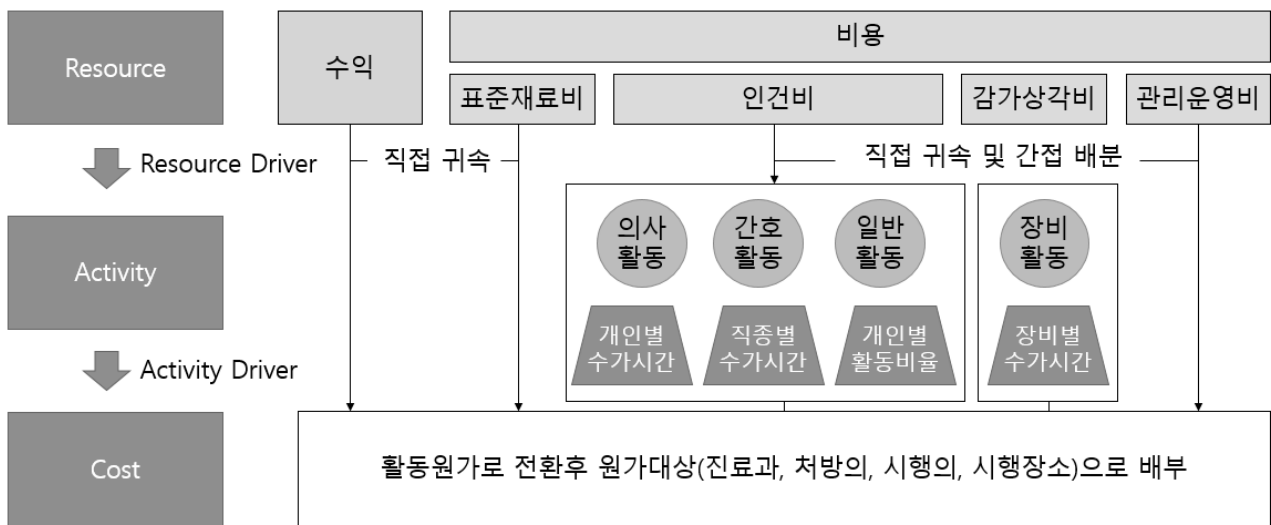 Resource
수익
비용
표준재료비
인건비
감가상각비
관리운영비
Resource Driver
직접 귀속
직접 귀속 및 간접 배분
Activity
의사
활동
간호
활동
일반
활동
장비
활동
개인별
수가시간
직종별
수가시간
개인별
활동비율
장비별
수가시간
Activity Driver
Cost
활동원가로 전환후 원가대상(진료과, 처방의, 시행의, 시행장소)으로 배부